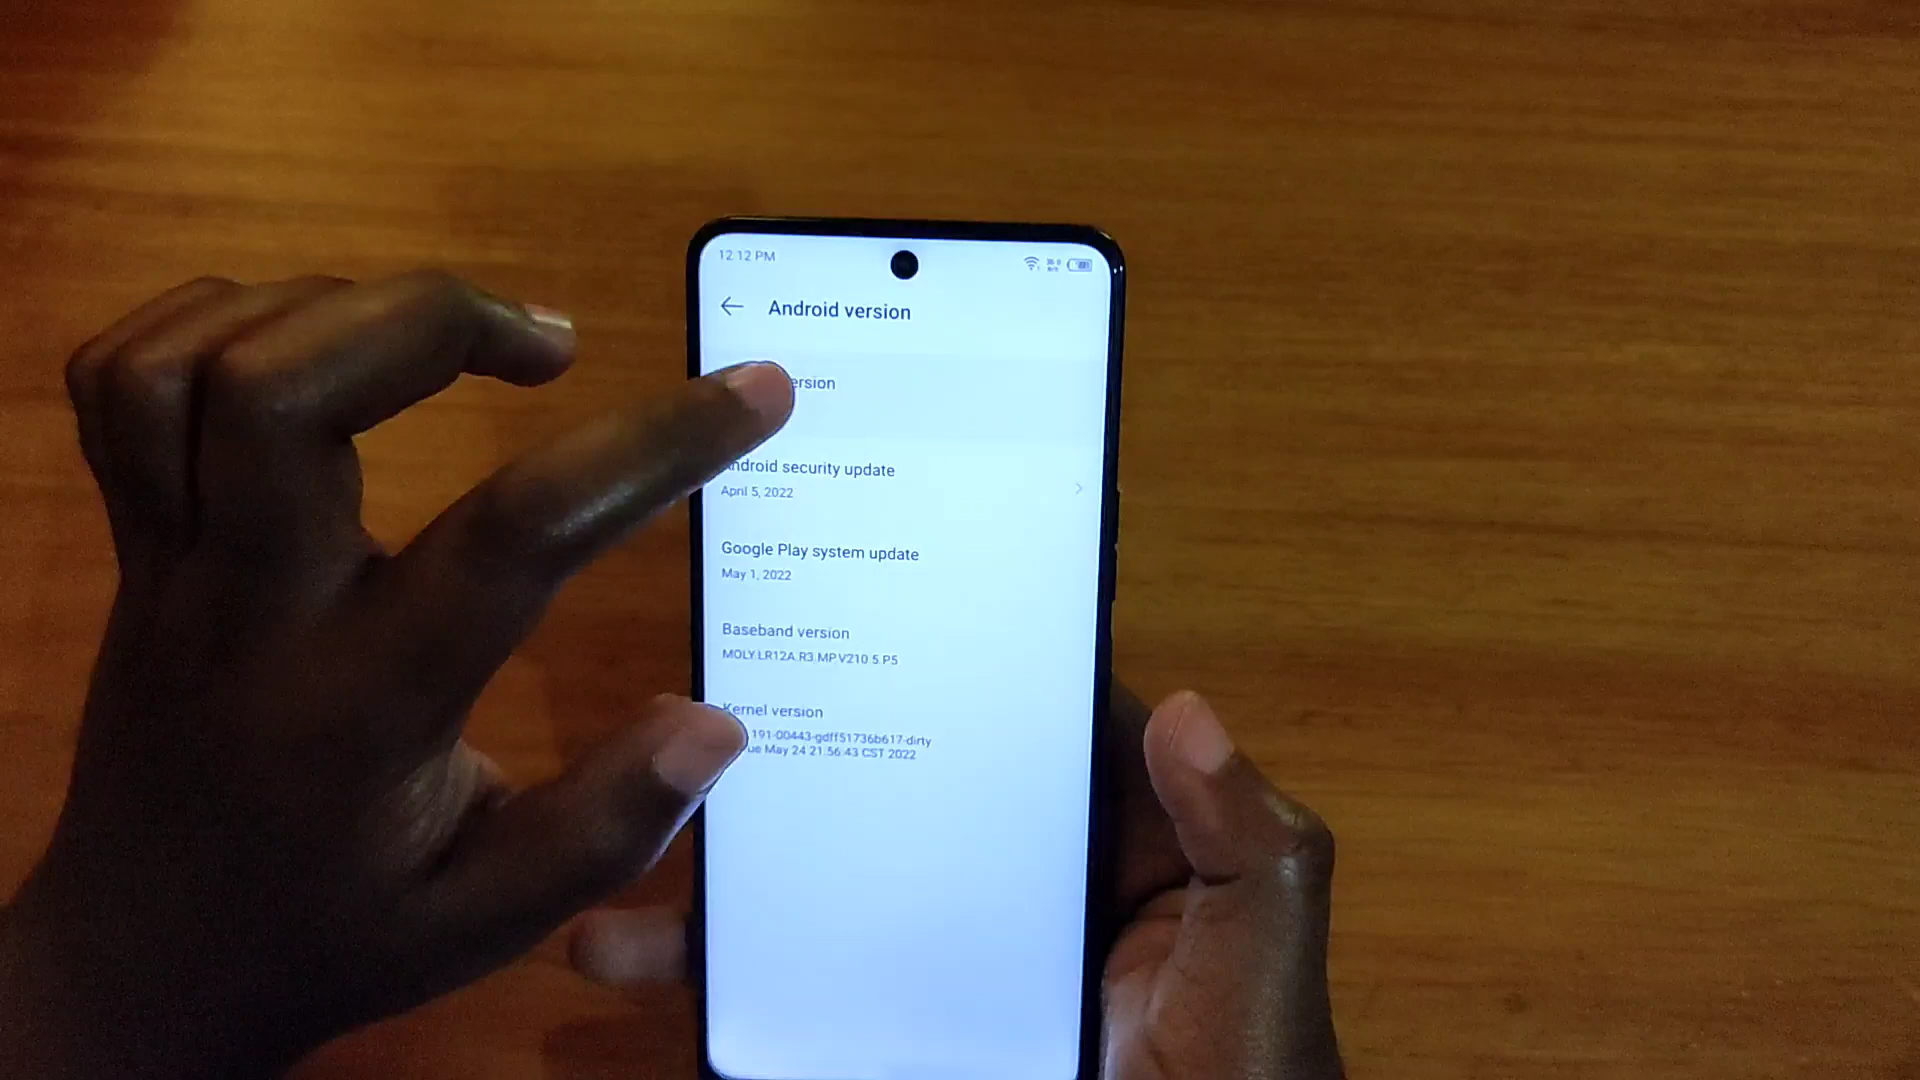 12:12 PM
Android version
ersion
Android security update
April 5, 2022
Google Play system update
May 1, 2022
Baseband version
MOLY.LR12A.R3.MP.V210.5.P5
Kernel version
191-00443-gdff51736b617-dirty
ue May 24 21:56:43 CST 2022